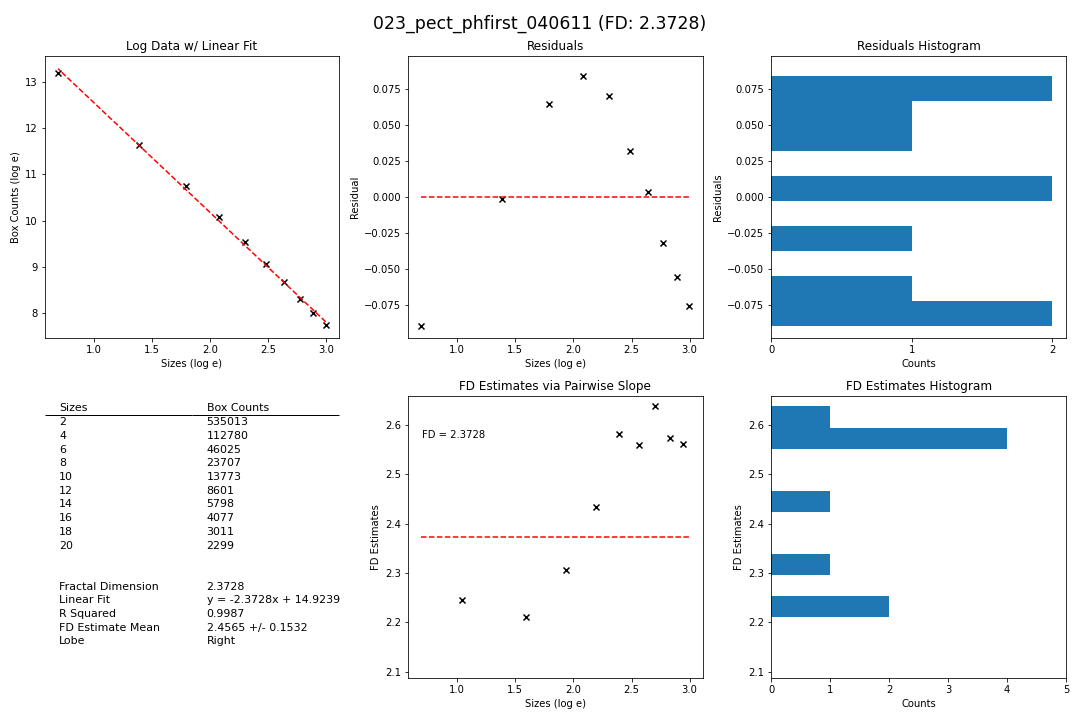 023_pect_phfirst_040611 (FD: 2.3728)
Log Data w/ Linear Fit
Box Counts (log e)
13
12
11
10
9
8
1.0 1.5 2.0 2.5 3.0
Sizes (log e)
Residuals
Residual
0.075
0.050
0.025
0.000
−0.025
−0.050
−0.075
1.0 1.5 2.0 2.5 3.0
Sizes (log e)
Residuals Histogram
Residuals
0.075
0.050
0.025
0.000
−0.025
−0.050
−0.075
0 1 2
Counts
Sizes Box Counts
2 535013
4 112780
6 46025
8 23707
10 13773
12 8601
14 5798
16 4077
18 3011
20 2299
Fractal Dimension 2.3728
Linear Fit y = -2.3728x + 14.9239
R Squared 0.9987
FD Estimate Mean 2.4565 +/- 0.1532
Lobe Right
FD Estimates via Pairwise Slope
FD Estimates
FD = 2.3728
2.6
2.5
2.4
2.3
2.2
2.1
1.0 1.5 2.0 2.5 3.0
Sizes (log e)
FD Estimates Histogram
FD Estimates
2.6
2.5
2.4
2.3
2.2
2.1
0 1 2 3 4 5
Counts